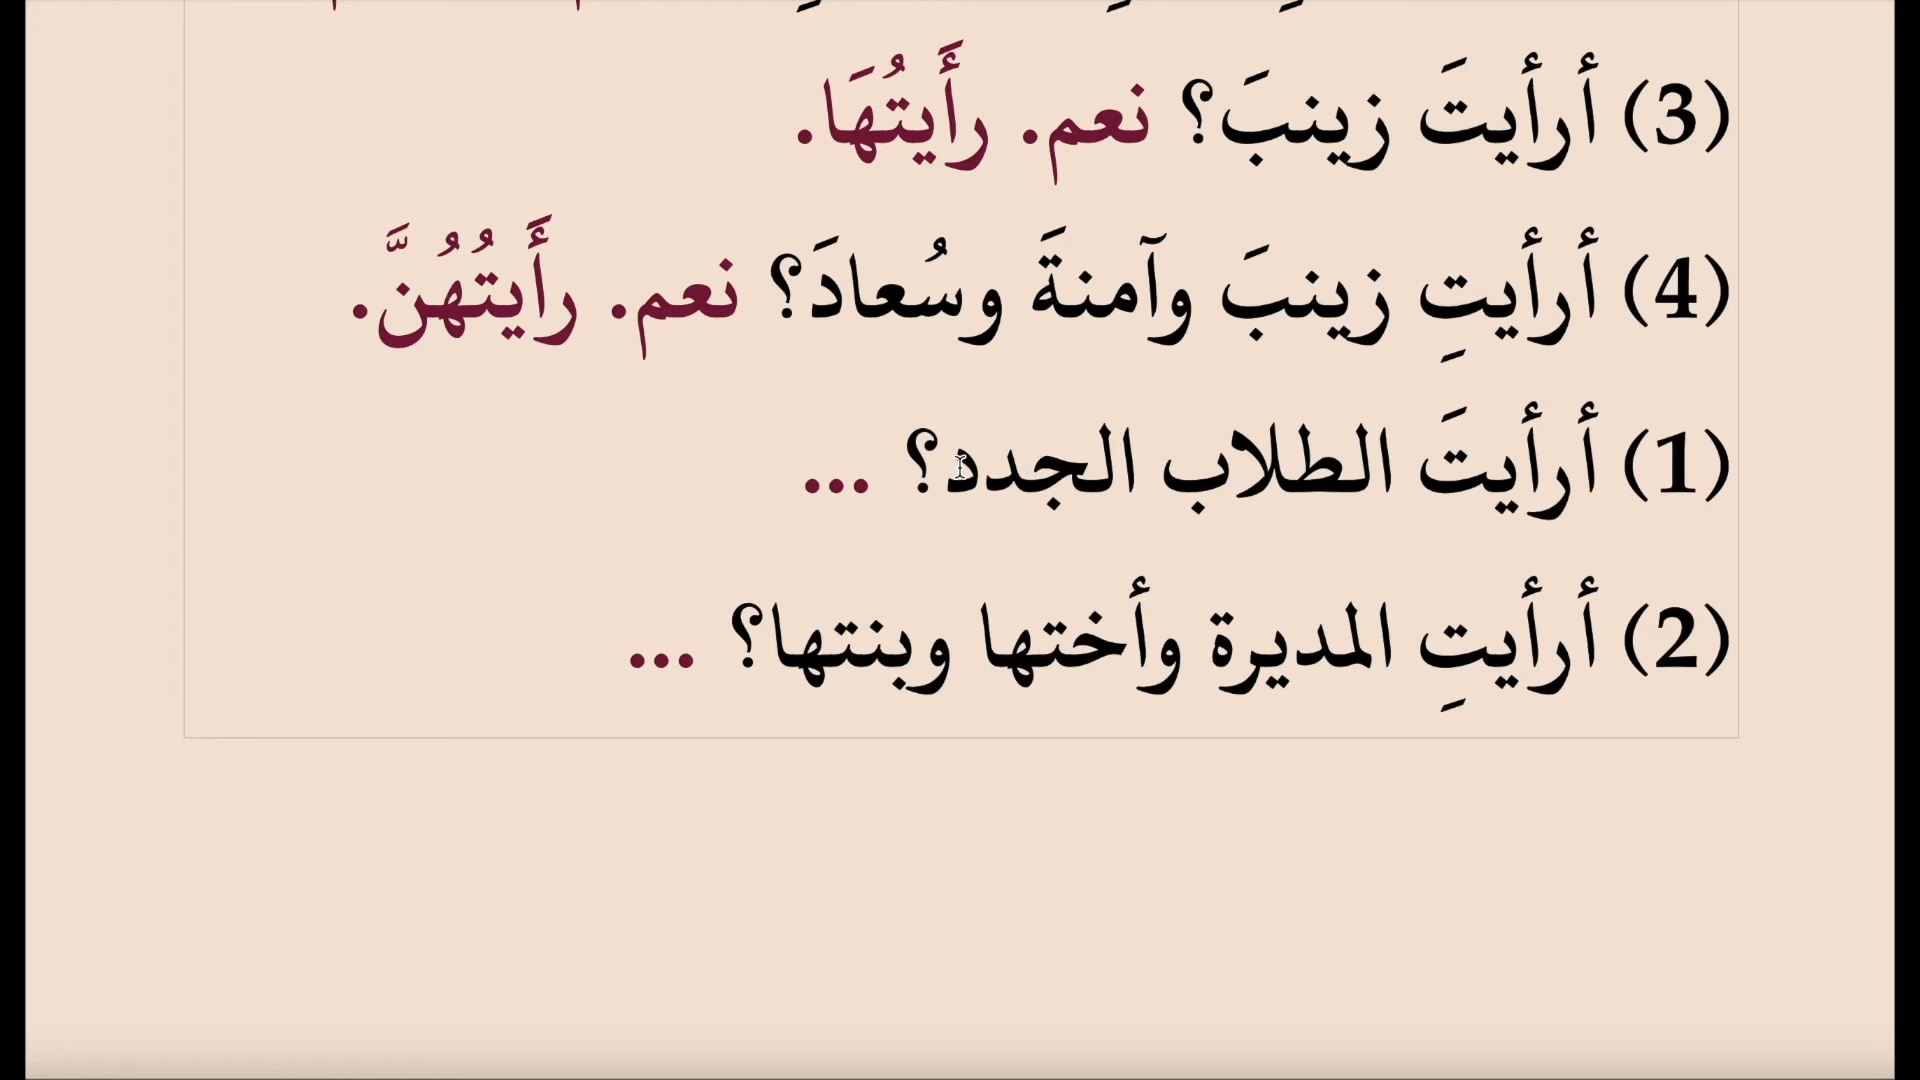 (3) أرأيتَ زينبَ؟ نعم. رأَيتُهَا.
(4) أرأيتِ زينبَ وآمنةَ وسُعادَ؟ نعم. رأَيتُهُنَّ.
(1) أرأيتَ الطلاب الجدد؟ ...
(2) أرأيتِ المديرة وأختها وبنتها؟ ...